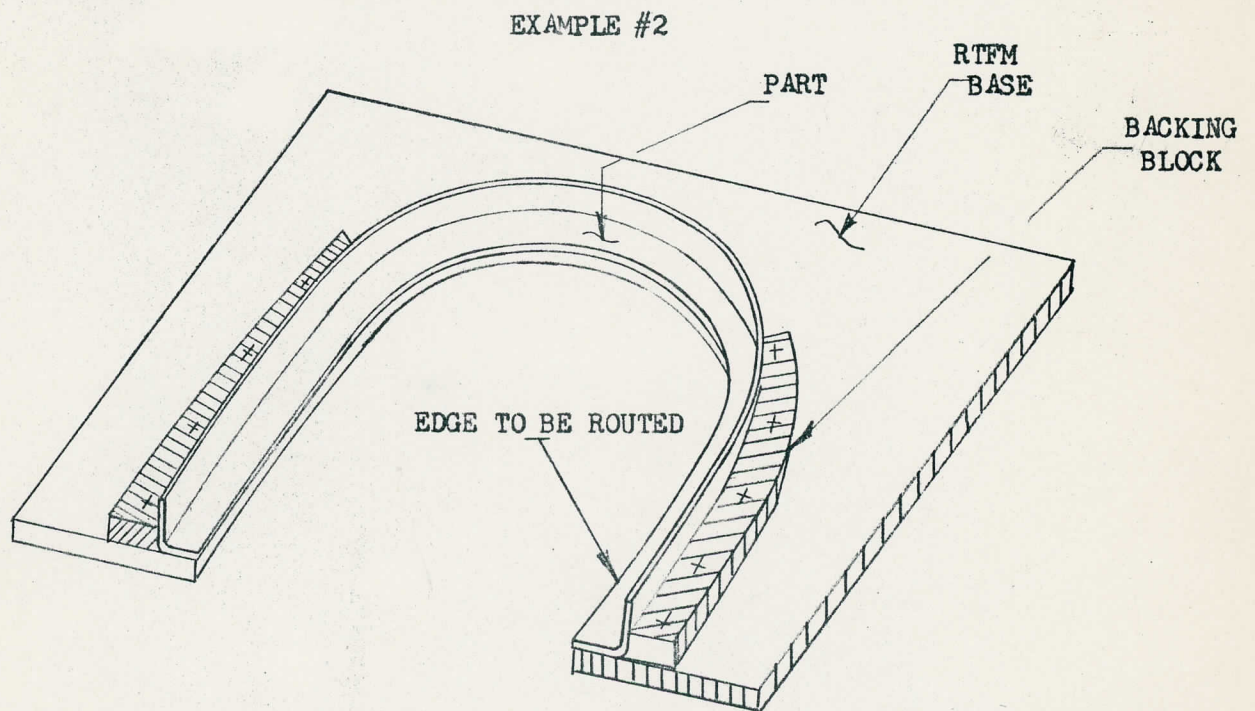 EXAMPLE #2
PART
RTFM
BASE
BACKING
BLOCK
EDGE TO BE ROUTED